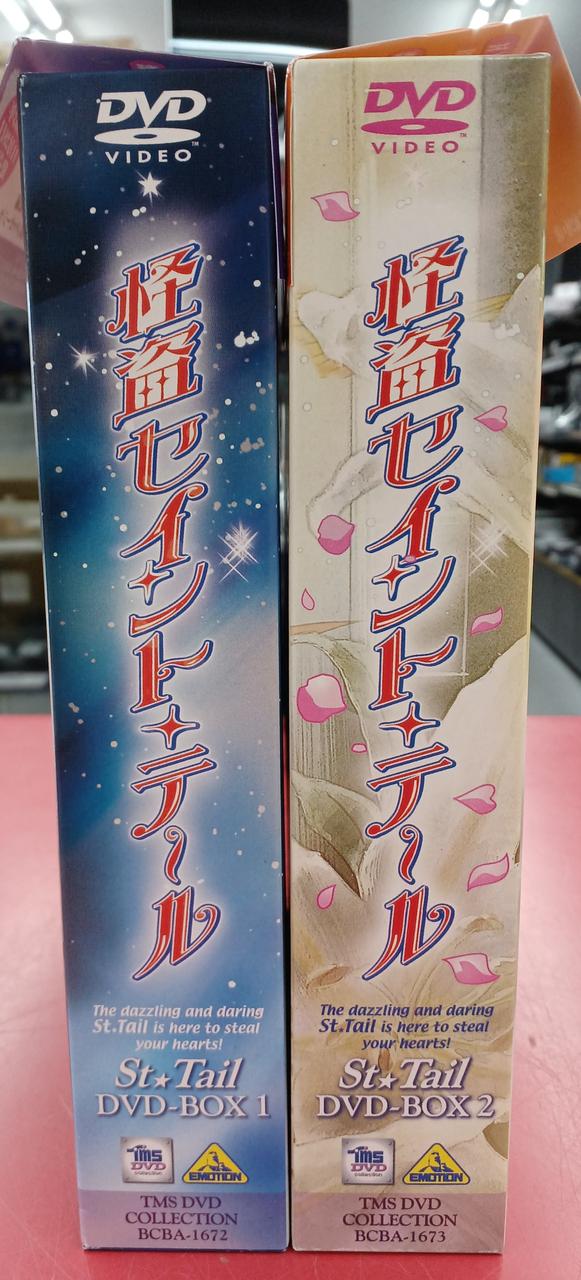 DVD
VIDEO
怪盗セイント・テール
The dazzling and daring
St.Tail is here to steal
your hearts!
St★Tail
DVD-BOX 1
TMS
DVD
collection
EMOTION
TMS DVD
COLLECTION
BCBA-1672
DVD
VIDEO
怪盗セイント・テール
The dazzling and daring
St.Tail is here to steal
your hearts!
St★Tail
DVD-BOX 2
TMS
DVD
collection
EMOTION
TMS DVD
COLLECTION
BCBA-1673